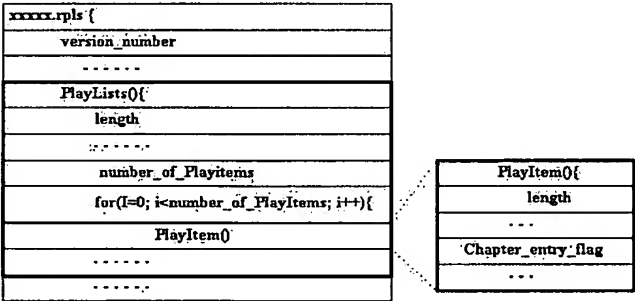 xxxxx.rpls {
version_number
- - - - - -
PlayLists(){
length
- - - - - -
number_of_Playitems
for(I=0; i<number_of_PlayItems; i++){
PlayItem()
- - - - - -
- - - - - -
PlayItem(){
length
- - -
Chapter_entry_flag
- - -